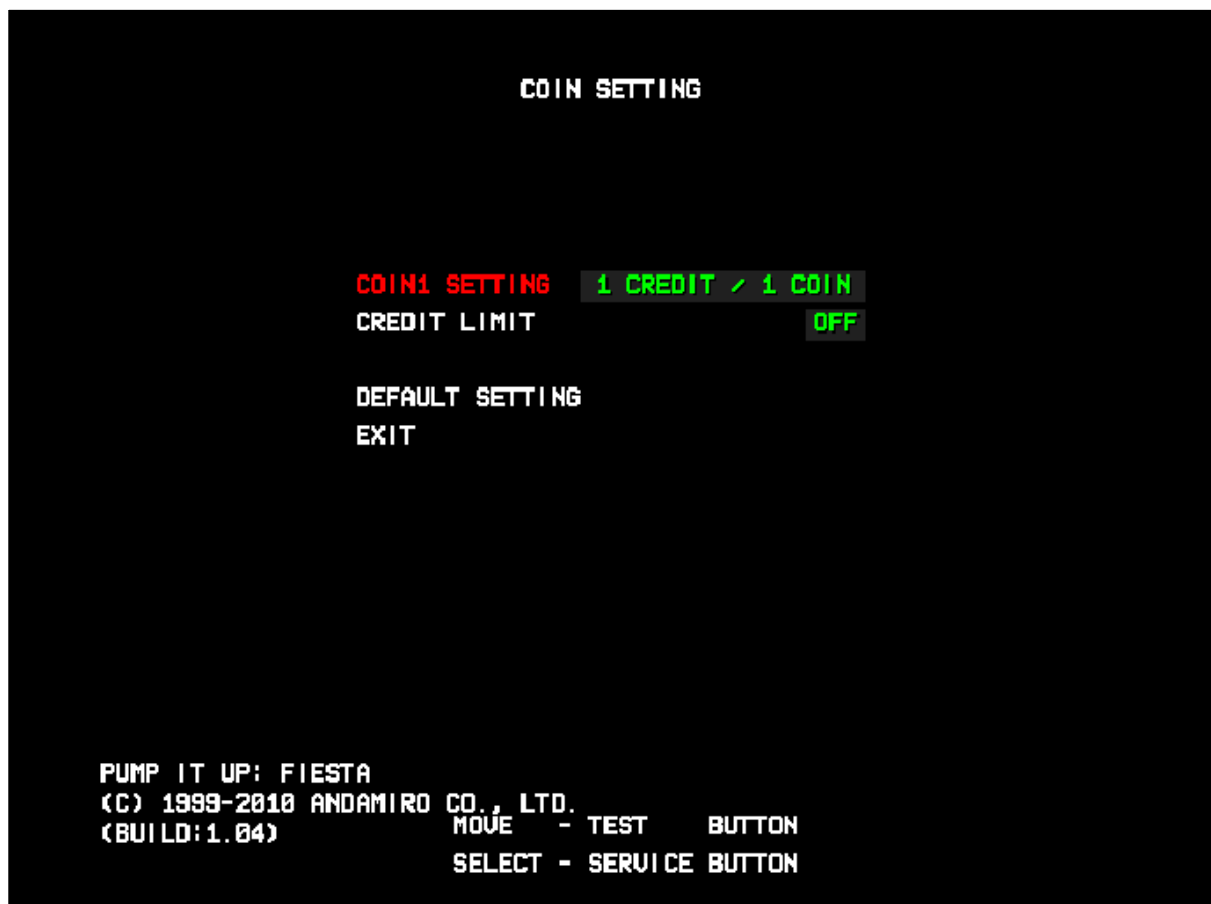 COIN SETTING
COIN1 SETTING 1 CREDIT / 1 COIN
CREDIT LIMIT OFF
DEFAULT SETTING
EXIT
PUMP IT UP: FIESTA
(C) 1999-2010 ANDAMIRO CO., LTD.
(BUILD:1.04)
MOVE - TEST BUTTON
SELECT - SERVICE BUTTON